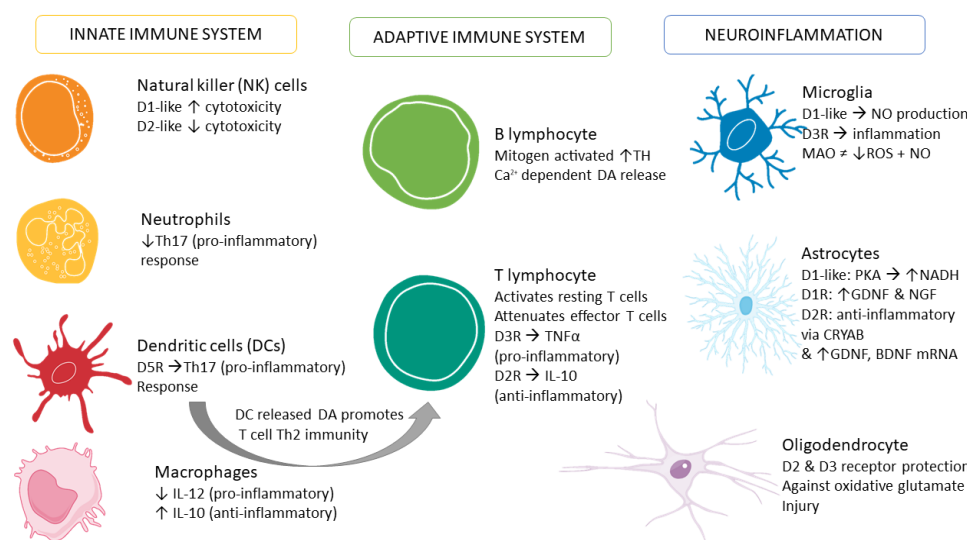 INNATE IMMUNE SYSTEM
Natural killer (NK) cells
D1-like ↑ cytotoxicity
D2-like ↓ cytotoxicity
Neutrophils
↓Th17 (pro-inflammatory)
response
Dendritic cells (DCs)
D5R →Th17 (pro-inflammatory)
Response
DC released DA promotes
T cell Th2 immunity
Macrophages
↓ IL-12 (pro-inflammatory)
↑ IL-10 (anti-inflammatory)
ADAPTIVE IMMUNE SYSTEM
B lymphocyte
Mitogen activated ↑TH
Ca²⁺ dependent DA release
T lymphocyte
Activates resting T cells
Attenuates effector T cells
D3R → TNFα
(pro-inflammatory)
D2R → IL-10
(anti-inflammatory)
NEUROINFLAMMATION
Microglia
D1-like → NO production
D3R → inflammation
MAO ≠ ↓ROS + NO
Astrocytes
D1-like: PKA → ↑NADH
D1R: ↑GDNF & NGF
D2R: anti-inflammatory
via CRYAB
& ↑GDNF, BDNF mRNA
Oligodendrocyte
D2 & D3 receptor protection
Against oxidative glutamate
Injury